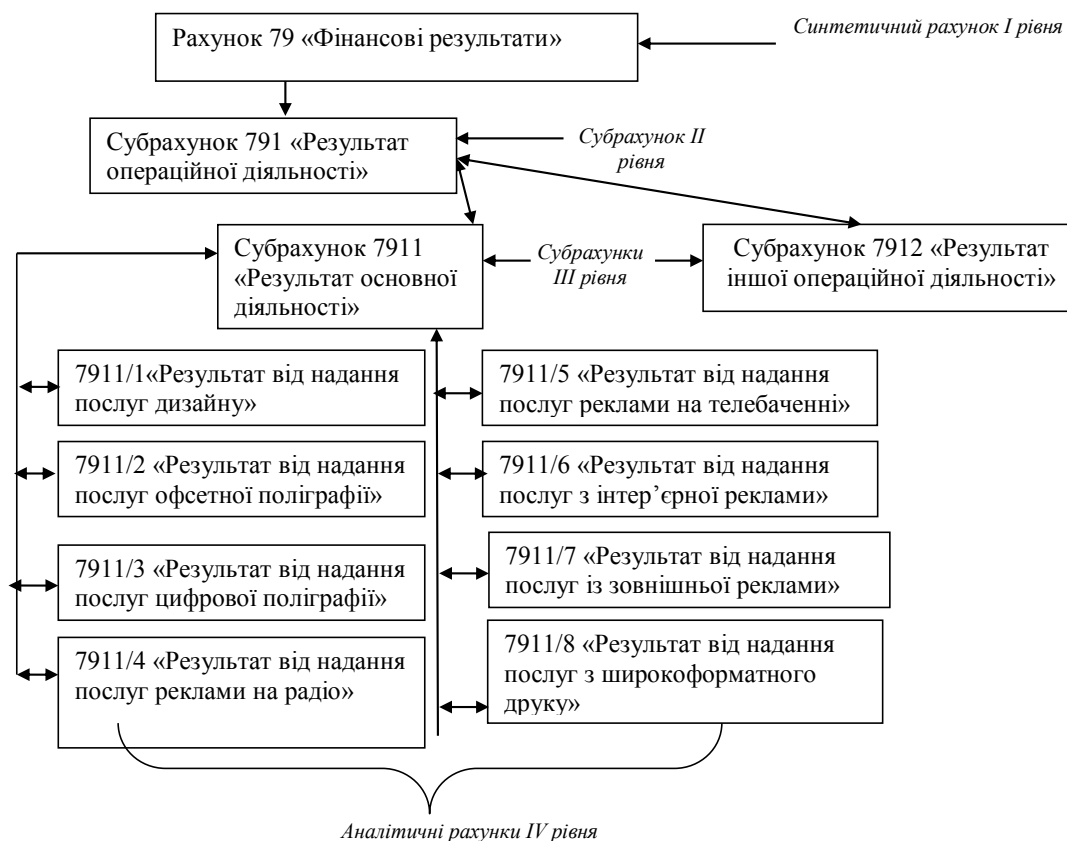 Рахунок 79 «Фінансові результати»
Синтетичний рахунок І рівня
Субрахунок 791 «Результат
операційної діяльності»
Субрахунок ІІ
рівня
Субрахунок 7911
«Результат основної
діяльності»
Субрахунки
ІІІ рівня
Субрахунок 7912 «Результат
іншої операційної діяльності»
7911/1«Результат від надання
послуг дизайну»
7911/2 «Результат від надання
послуг офсетної поліграфії»
7911/3 «Результат від надання
послуг цифрової поліграфії»
7911/4 «Результат від надання
послуг реклами на радіо»
7911/5 «Результат від надання
послуг реклами на телебаченні»
7911/6 «Результат від надання
послуг з інтер’єрної реклами»
7911/7 «Результат від надання
послуг із зовнішньої реклами»
7911/8 «Результат від надання
послуг з широкоформатного
друку»
Аналітичні рахунки IV рівня